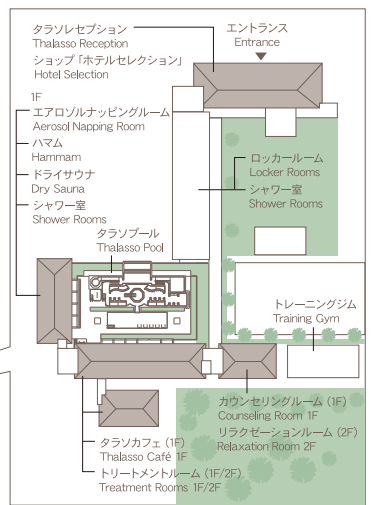 タラソレセプション
Thalasso Reception
ショップ「ホテルセレクション」
Hotel Selection
エントランス
Entrance
1F
エアロゾルナッピングルーム
Aerosol Napping Room
ハマム
Hammam
ドライサウナ
Dry Sauna
シャワー室
Shower Rooms
ロッカールーム
Locker Rooms
シャワー室
Shower Rooms
タラソプール
Thalasso Pool
トレーニングジム
Training Gym
カウンセリングルーム (1F)
Counseling Room 1F
リラクゼーションルーム (2F)
Relaxation Room 2F
タラソカフェ (1F)
Thalasso Café 1F
トリートメントルーム (1F/2F)
Treatment Rooms 1F/2F